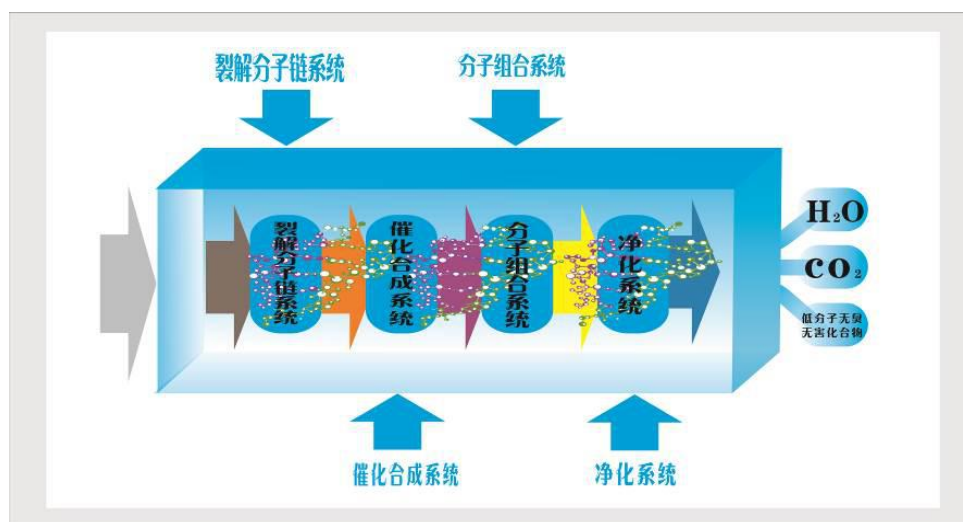 裂解分子链系统
分子组合系统
裂解分子链系统
催化合成系统
分子组合系统
净化系统
H₂O
CO₂
低分子无臭
无害化合物
催化合成系统
净化系统